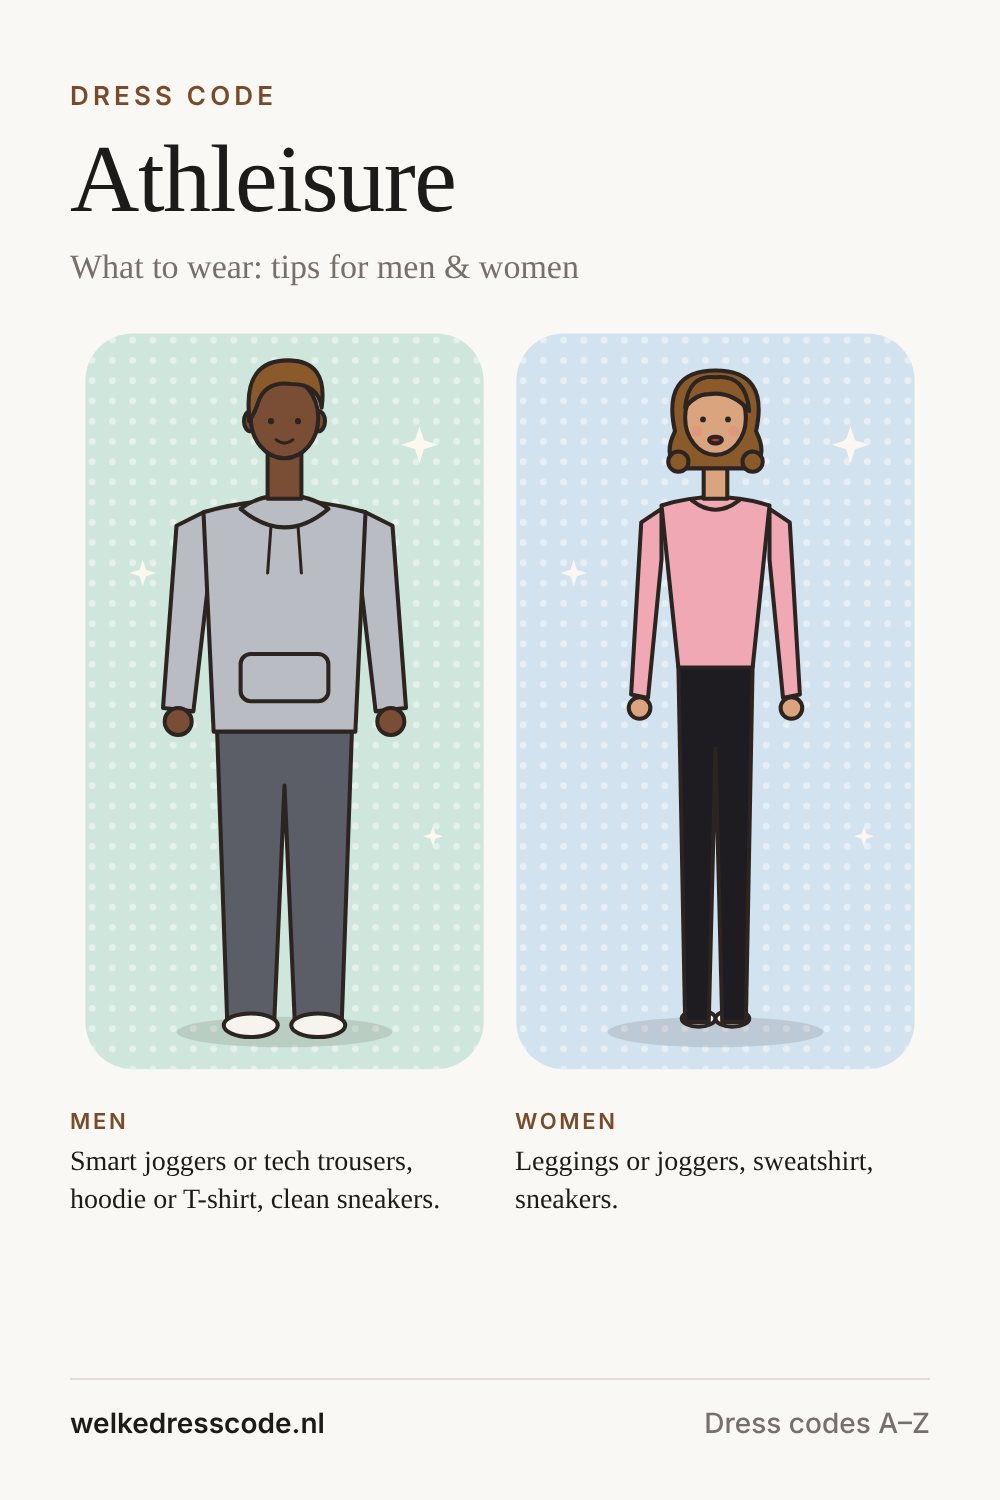 DRESS CODE
Athleisure
What to wear: tips for men & women
MEN
Smart joggers or tech trousers,
hoodie or T-shirt, clean sneakers.
WOMEN
Leggings or joggers, sweatshirt,
sneakers.
welkedresscode.nl
Dress codes A–Z